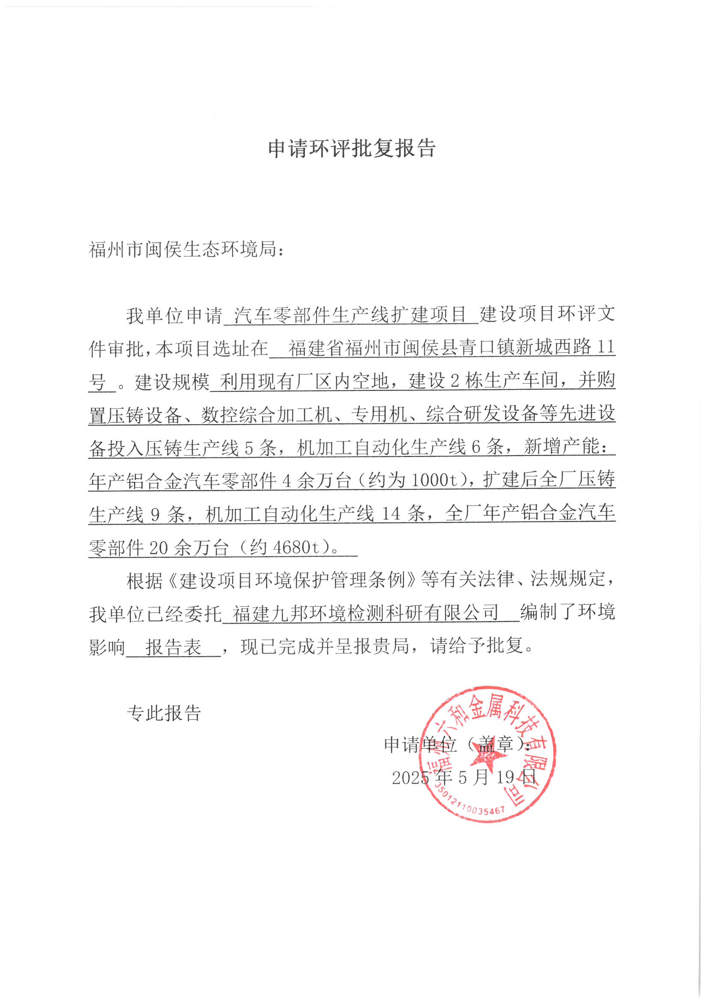 申请环评批复报告
福州市闽侯生态环境局：
我单位申请 汽车零部件生产线扩建项目 建设项目环评文
件审批，本项目选址在 福建省福州市闽侯县青口镇新城西路 11
号 。建设规模 利用现有厂区内空地，建设 2 栋生产车间，并购
置压铸设备、数控综合加工机、专用机、综合研发设备等先进设
备投入压铸生产线 5 条，机加工自动化生产线 6 条，新增产能：
年产铝合金汽车零部件 4 余万台（约为 1000t），扩建后全厂压铸
生产线 9 条，机加工自动化生产线 14 条，全厂年产铝合金汽车
零部件 20 余万台（约 4680t）。
根据《建设项目环境保护管理条例》等有关法律、法规规定，
我单位已经委托 福建九邦环境检测科研有限公司 编制了环境
影响 报告表 ，现已完成并呈报贵局，请给予批复。
专此报告
申请单位（盖章）：
2025 年 5 月 19 日
福州六和金属科技有限公司
35012110035467